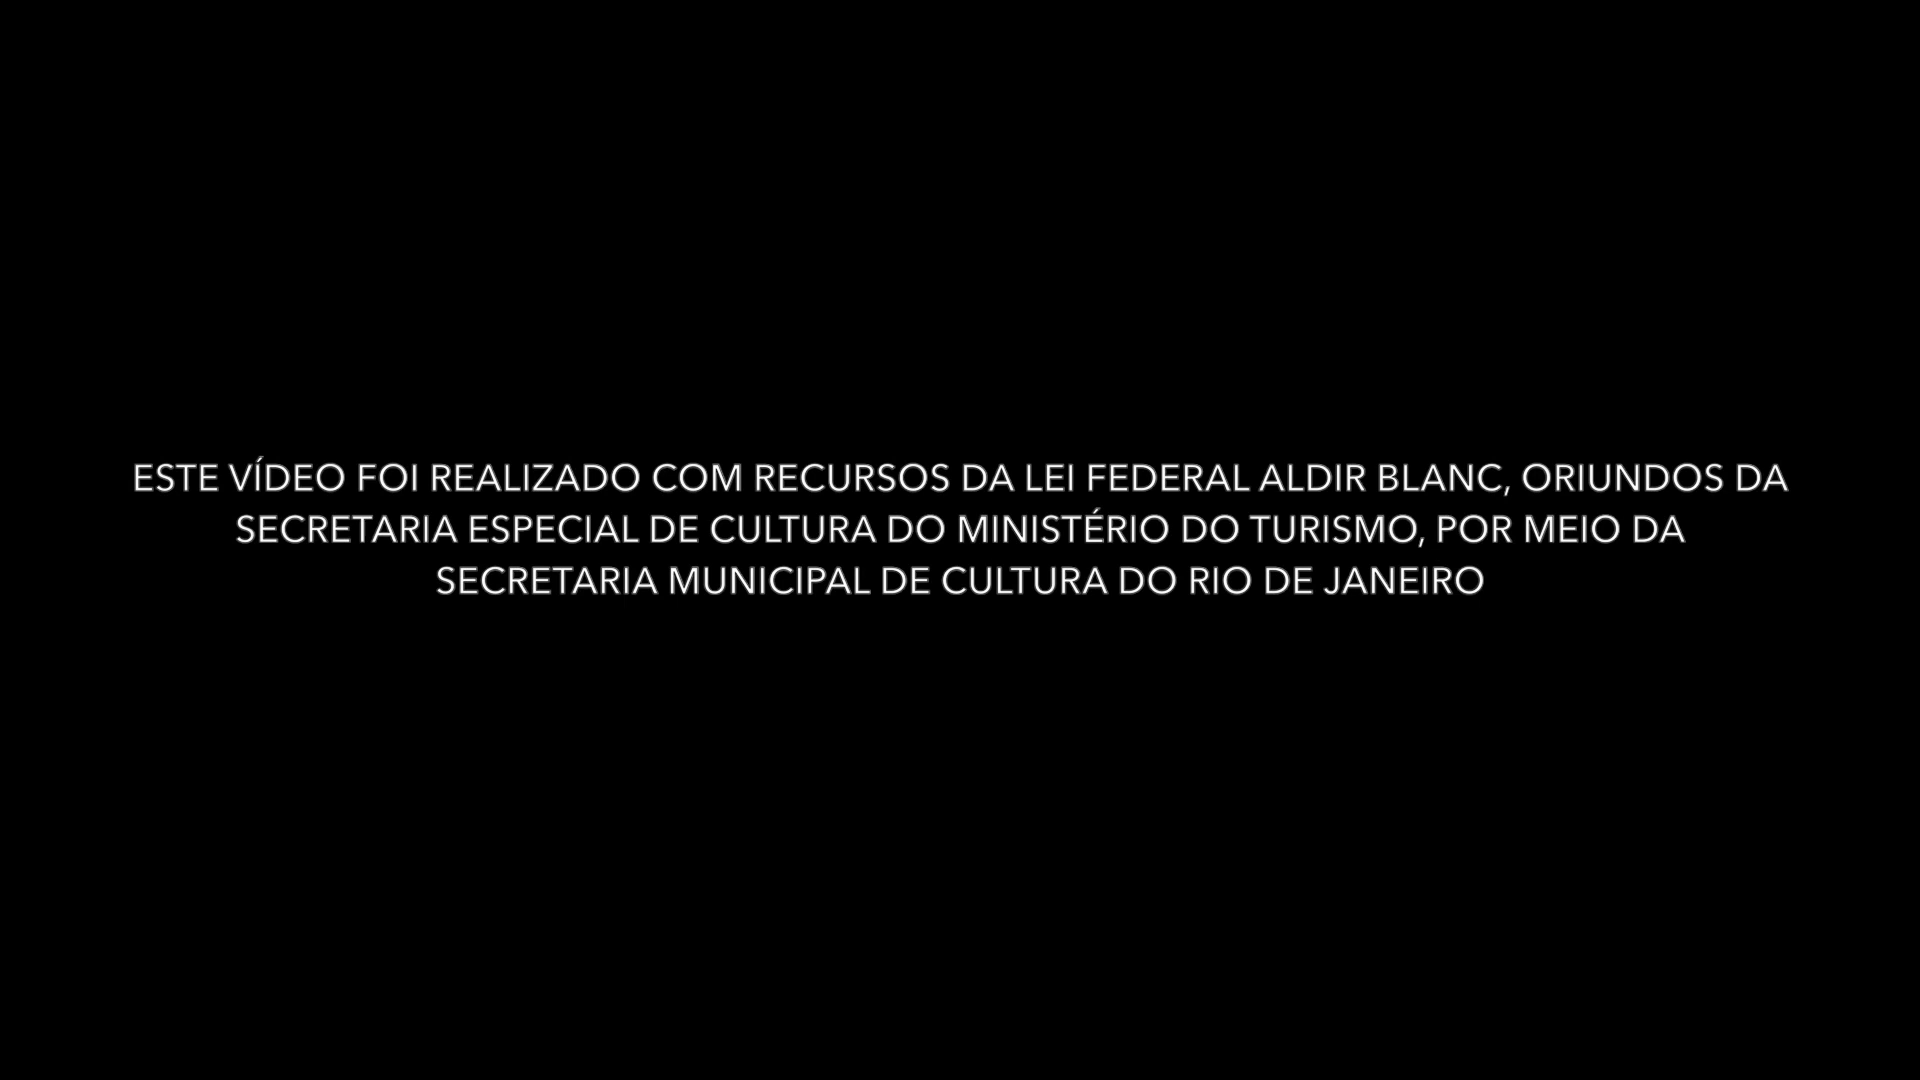 ESTE VÍDEO FOI REALIZADO COM RECURSOS DA LEI FEDERAL ALDIR BLANC, ORIUNDOS DA
SECRETARIA ESPECIAL DE CULTURA DO MINISTÉRIO DO TURISMO, POR MEIO DA
SECRETARIA MUNICIPAL DE CULTURA DO RIO DE JANEIRO